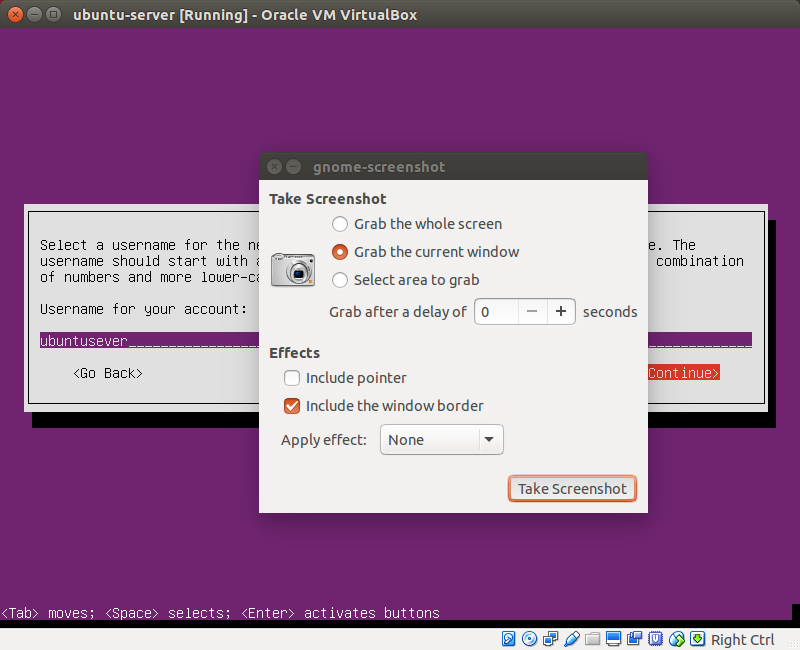 ubuntu-server [Running] - Oracle VM VirtualBox
gnome-screenshot
Take Screenshot
Grab the whole screen
Grab the current window
Select area to grab
Grab after a delay of 0 seconds
Effects
Include pointer
Include the window border
Apply effect: None
Take Screenshot
Select a username for the ne e. The
username should start with a combination
of numbers and more lower-ca
Username for your account:
ubuntusever
<Go Back> Continue>
<Tab> moves; <Space> selects; <Enter> activates buttons
Right Ctrl